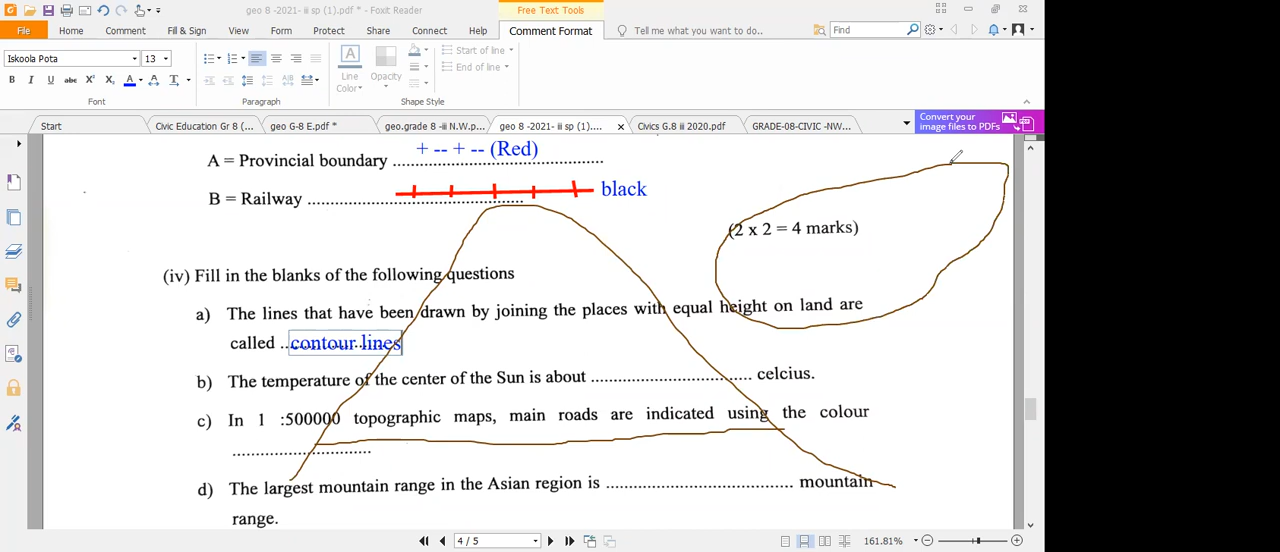 geo 8 -2021- ii sp (1).pdf * - Foxit Reader
Free Text Tools
File Home Comment Fill & Sign View Form Protect Share Connect Help Comment Format Tell me what you want to do.. Find
Iskoola Pota 13
Line Color
Opacity
Start of line
End of line
B I U abc X² X₂ A T
Font Paragraph Shape Style
Start Civic Education Gr 8 (... geo G-8 E.pdf * geo.grade 8 -ii N.W.p... geo 8 -2021- ii sp (1).... Civics G.8 ii 2020.pdf GRADE-08-CIVIC -NW...
Convert your
image files to PDFs
+ -- + -- (Red)
A = Provincial boundary ..................................................
B = Railway .................................................... black
(2 x 2 = 4 marks)
(iv) Fill in the blanks of the following questions
a) The lines that have been drawn by joining the places with equal height on land are
called .. contour lines
b) The temperature of the center of the Sun is about ...................................... celcius.
c) In 1 :500000 topographic maps, main roads are indicated using the colour
.................................
d) The largest mountain range in the Asian region is ............................................ mountain
range.
4 / 5
161.81%